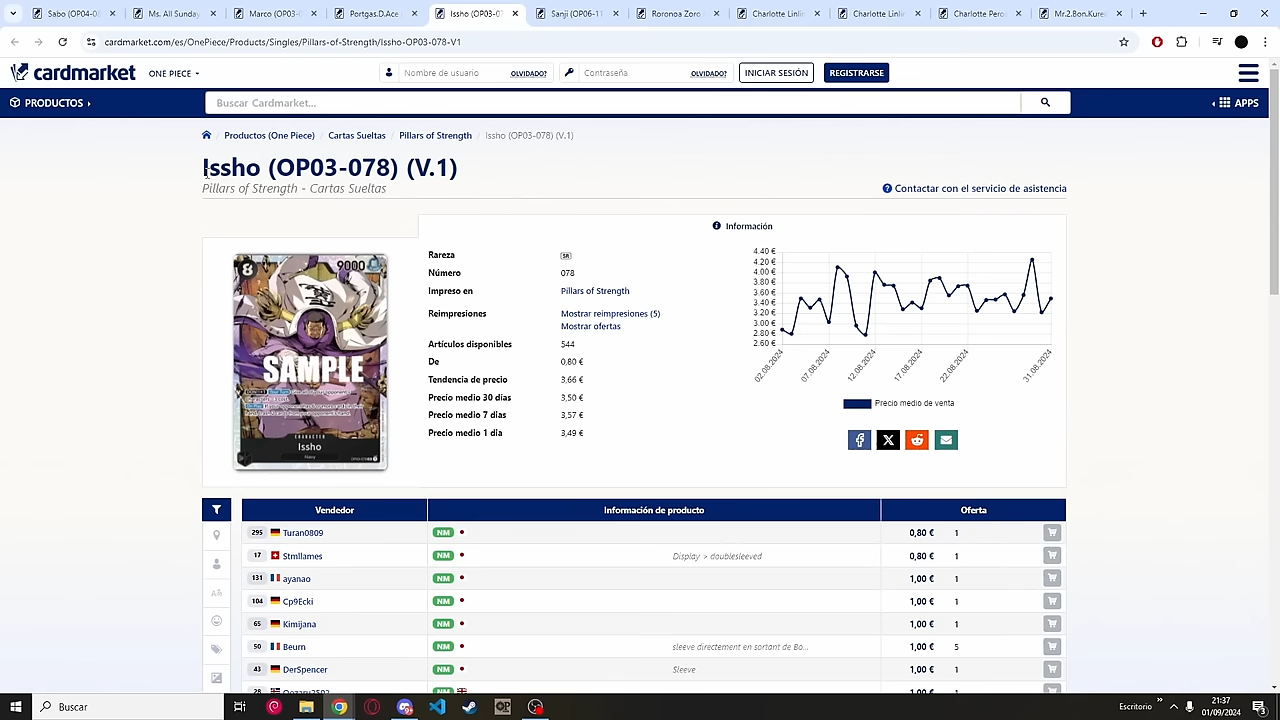 Sabo (OP04-
Ms. All Sunday
Marco (OP03-
Portgas.D.Ace
Issho (OP03-0
Sanji (OP06-11
Roronoa Zoro
Charlotte Linli
Charlotte Linli
Charlotte Pero
Mr.2.Bon.Kure
cardmarket.com/es/OnePiece/Products/Singles/Pillars-of-Strength/Issho-OP03-078-V1
cardmarket
ONE PIECE
Nombre de usuario
OLVIDADO?
Contraseña
OLVIDADO?
INICIAR SESIÓN
REGISTRARSE
PRODUCTOS
Buscar Cardmarket...
APPS
Productos (One Piece) / Cartas Sueltas / Pillars of Strength / Issho (OP03-078) (V.1)
Issho (OP03-078) (V.1)
Pillars of Strength - Cartas Sueltas
Contactar con el servicio de asistencia
Información
8
9000
SAMPLE
CHARACTER
Issho
Navy
Rareza SR
Número 078
Impreso en Pillars of Strength
Reimpresiones Mostrar reimpresiones (5)
Mostrar ofertas
Artículos disponibles 544
De 0,80 €
Tendencia de precio 3,66 €
Precio medio 30 días 3,50 €
Precio medio 7 días 3,57 €
Precio medio 1 día 3,49 €
4.40 €
4.20 €
4.00 €
3.80 €
3.60 €
3.40 €
3.20 €
3.00 €
2.80 €
2.60 €
02.08.2024
07.08.2024
12.08.2024
17.08.2024
22.08.2024
31.08.2024
Precio medio de venta
Vendedor Información de producto Oferta
295 Turan0809 NM 0,80 € 1
17 Stmllames NM Display > doublesleeved 0,80 € 1
131 ayanao NM 1,00 € 1
104 Cp9Ecki NM 1,00 € 1
65 Kimijana NM 1,00 € 1
50 Beurn NM sleeve directement en sortant de Bo... 1,00 € 5
43 DerSpencer NM Sleeve 1,00 € 1
Buscar
Escritorio
21:37
01/09/2024